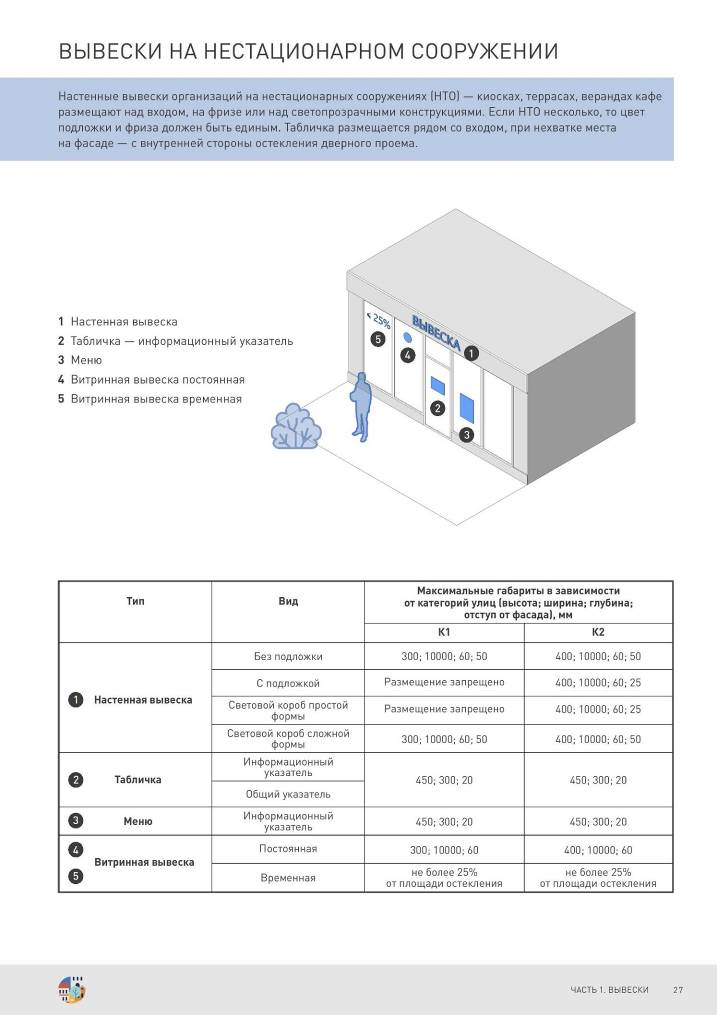 ВЫВЕСКИ НА НЕСТАЦИОНАРНОМ СООРУЖЕНИИ
Настенные вывески организаций на нестационарных сооружениях (НТО) — киосках, террасах, верандах кафе
размещают над входом, на фризе или над светопрозрачными конструкциями. Если НТО несколько, то цвет
подложки и фриза должен быть единым. Табличка размещается рядом со входом, при нехватке места
на фасаде — с внутренней стороны остекления дверного проема.
1 Настенная вывеска
2 Табличка — информационный указатель
3 Меню
4 Витринная вывеска постоянная
5 Витринная вывеска временная
< 25%
ВЫВЕСКА
5
4
1
2
3
Тип
Вид
Максимальные габариты в зависимости
от категорий улиц (высота; ширина; глубина;
отступ от фасада), мм
К1
К2
1 Настенная вывеска
Без подложки
300; 10000; 60; 50
400; 10000; 60; 50
С подложкой
Размещение запрещено
400; 10000; 60; 25
Световой короб простой
формы
Размещение запрещено
400; 10000; 60; 25
Световой короб сложной
формы
300; 10000; 60; 50
400; 10000; 60; 50
2 Табличка
Информационный
указатель
Общий указатель
450; 300; 20
450; 300; 20
3 Меню
Информационный
указатель
450; 300; 20
450; 300; 20
4
5
Витринная вывеска
Постоянная
300; 10000; 60
400; 10000; 60
Временная
не более 25%
от площади остекления
не более 25%
от площади остекления
ЧАСТЬ 1. ВЫВЕСКИ 27